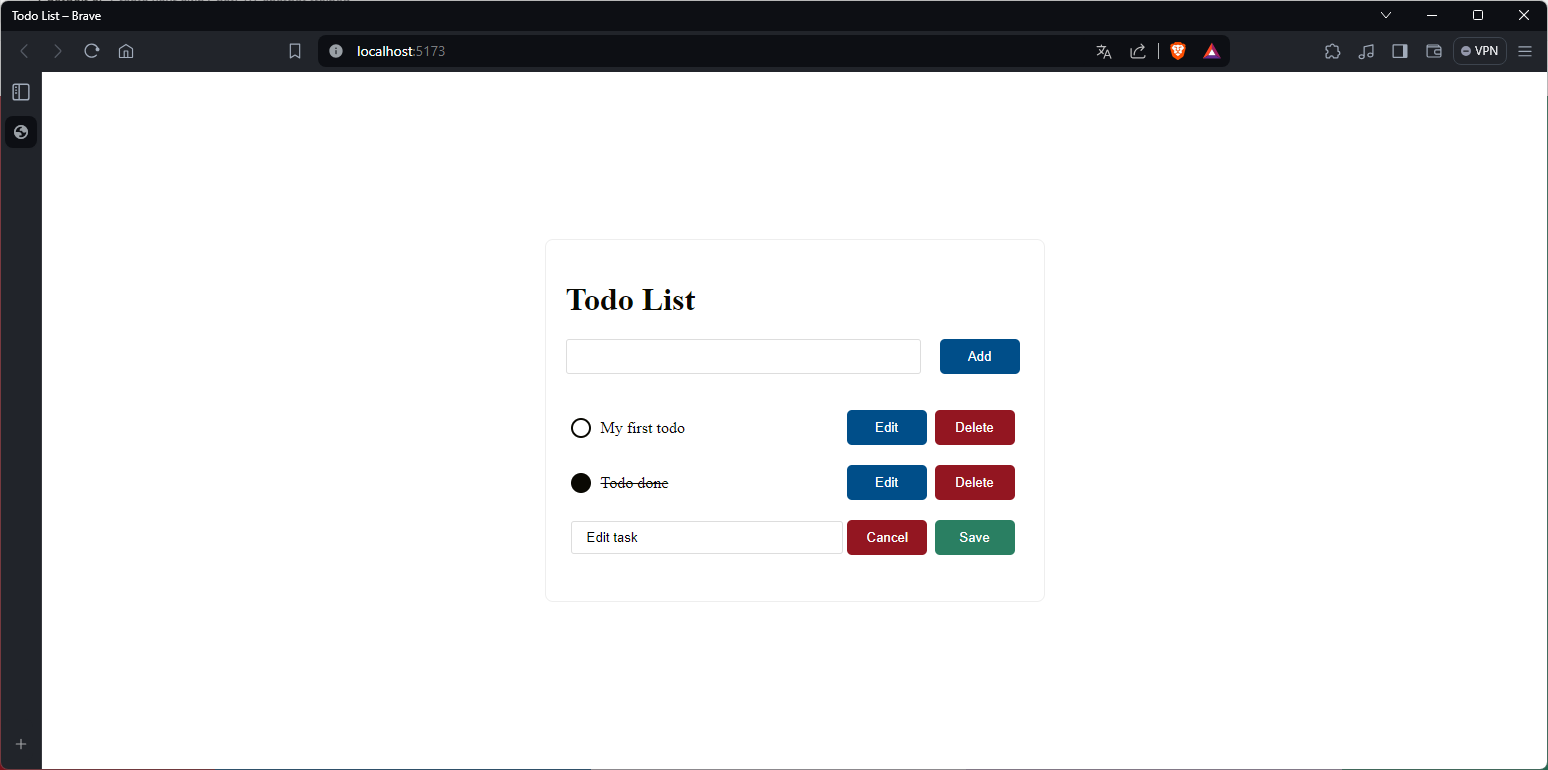 Todo List – Brave
localhost:5173
VPN
Todo List
Add
My first todo Edit Delete
Todo done Edit Delete
Edit task Cancel Save